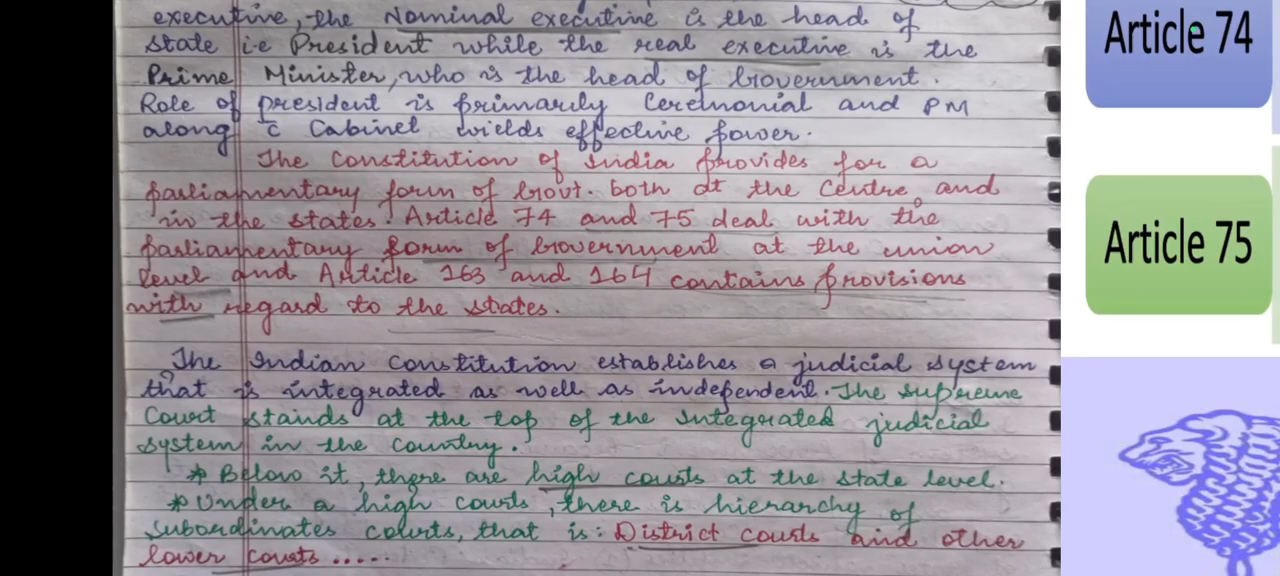 executive, the Nominal executive is the head of
state i.e President while the real executive is the
Prime Minister, who is the head of Government.
Role of president is primarily Ceremonial and PM
along c̄ Cabinet wields effective power.
The Constitution of India provides for a
parliamentary form of Govt. both at the Centre and
in the states. Article 74 and 75 deal with the
parliamentary form of Government at the union
level and Article 163 and 164 contains provisions
with regard to the states.
The Indian Constitution establishes a judicial system
that is integrated as well as independent. The supreme
Court stands at the top of the integrated judicial
system in the country.
* Below it, there are high courts at the state level.
* Under a high courts, there is hierarchy of
subordinates courts, that is: District courts and other
lower courts .....
Article 74
Article 75